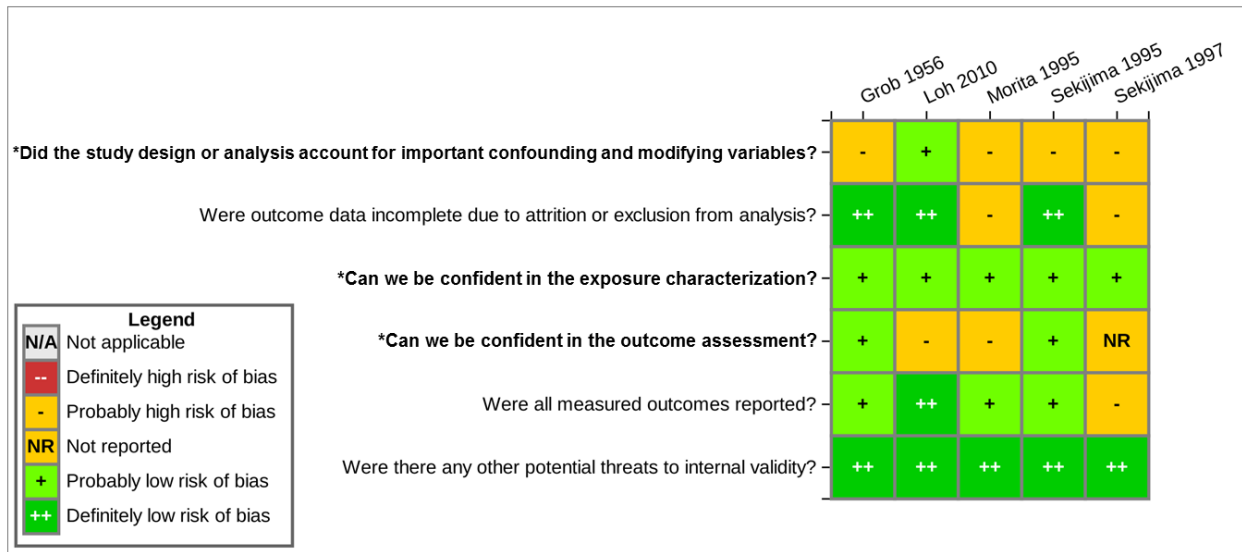 Grob 1956
Loh 2010
Morita 1995
Sekijima 1995
Sekijima 1997
*Did the study design or analysis account for important confounding and modifying variables?
- + - - -
Were outcome data incomplete due to attrition or exclusion from analysis?
++ ++ - ++ -
*Can we be confident in the exposure characterization?
+ + + + +
*Can we be confident in the outcome assessment?
+ - - + NR
Were all measured outcomes reported?
+ ++ + + -
Were there any other potential threats to internal validity?
++ ++ ++ ++ ++
Legend
N/A Not applicable
-- Definitely high risk of bias
- Probably high risk of bias
NR Not reported
+ Probably low risk of bias
++ Definitely low risk of bias